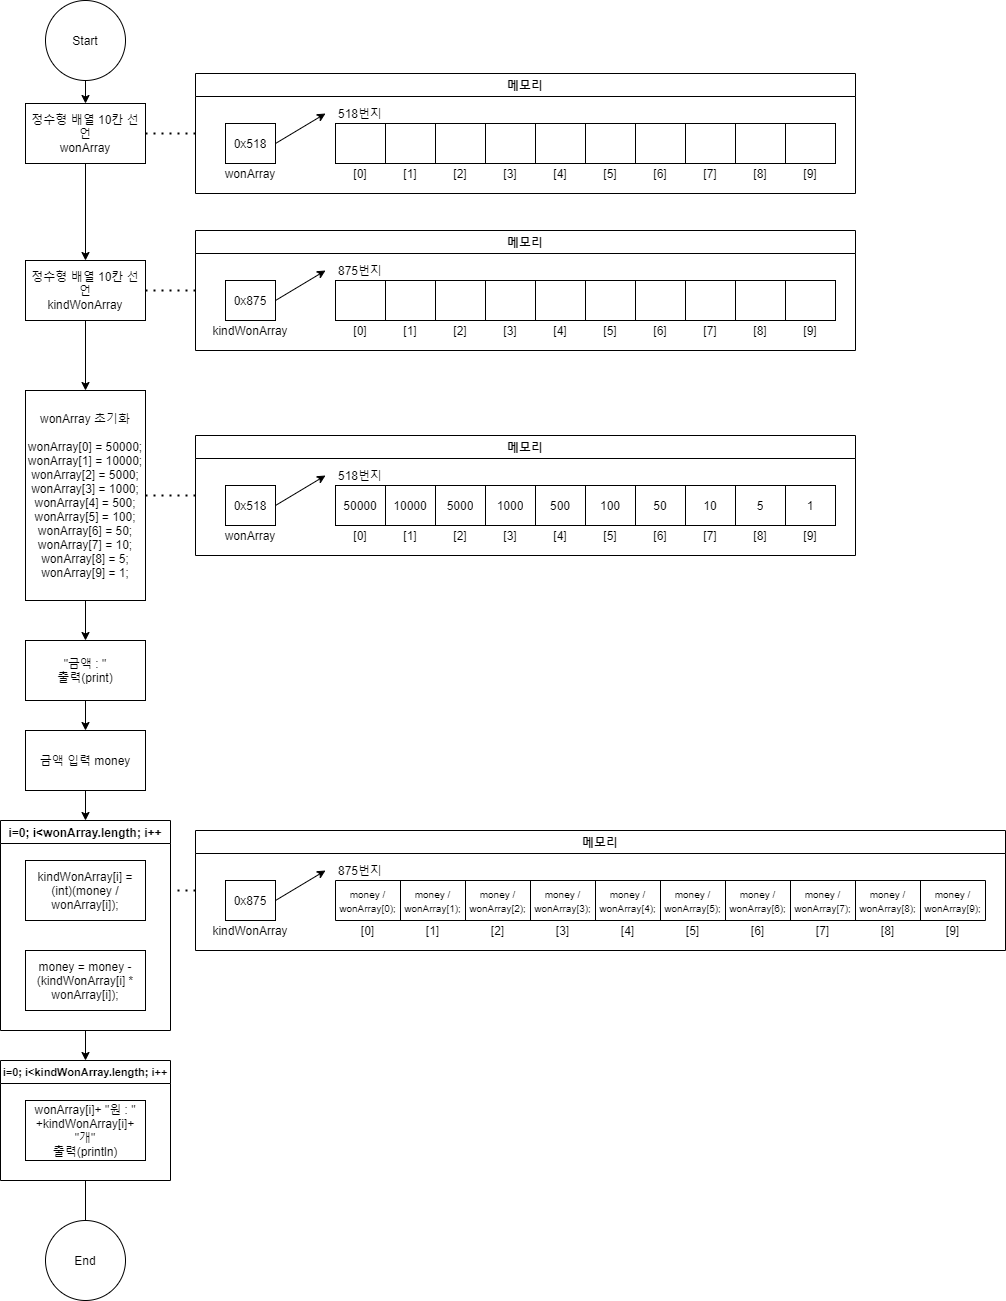 Start
메모리
정수형 배열 10칸 선
언
wonArray
518번지
0x518
wonArray
[0] [1] [2] [3] [4] [5] [6] [7] [8] [9]
메모리
정수형 배열 10칸 선
언
kindWonArray
875번지
0x875
kindWonArray
[0] [1] [2] [3] [4] [5] [6] [7] [8] [9]
wonArray 초기화
wonArray[0] = 50000;
wonArray[1] = 10000;
wonArray[2] = 5000;
wonArray[3] = 1000;
wonArray[4] = 500;
wonArray[5] = 100;
wonArray[6] = 50;
wonArray[7] = 10;
wonArray[8] = 5;
wonArray[9] = 1;
메모리
518번지
0x518
50000 10000 5000 1000 500 100 50 10 5 1
wonArray
[0] [1] [2] [3] [4] [5] [6] [7] [8] [9]
"금액 : "
출력(print)
금액 입력 money
i=0; i<wonArray.length; i++
kindWonArray[i] =
(int)(money /
wonArray[i]);
money = money -
(kindWonArray[i] *
wonArray[i]);
메모리
875번지
0x875
money / money / money / money / money / money / money / money / money / money /
wonArray[0]; wonArray[1]; wonArray[2]; wonArray[3]; wonArray[4]; wonArray[5]; wonArray[6]; wonArray[7]; wonArray[8]; wonArray[9];
kindWonArray
[0] [1] [2] [3] [4] [5] [6] [7] [8] [9]
i=0; i<kindWonArray.length; i++
wonArray[i]+ "원 : "
+kindWonArray[i]+
"개"
출력(println)
End